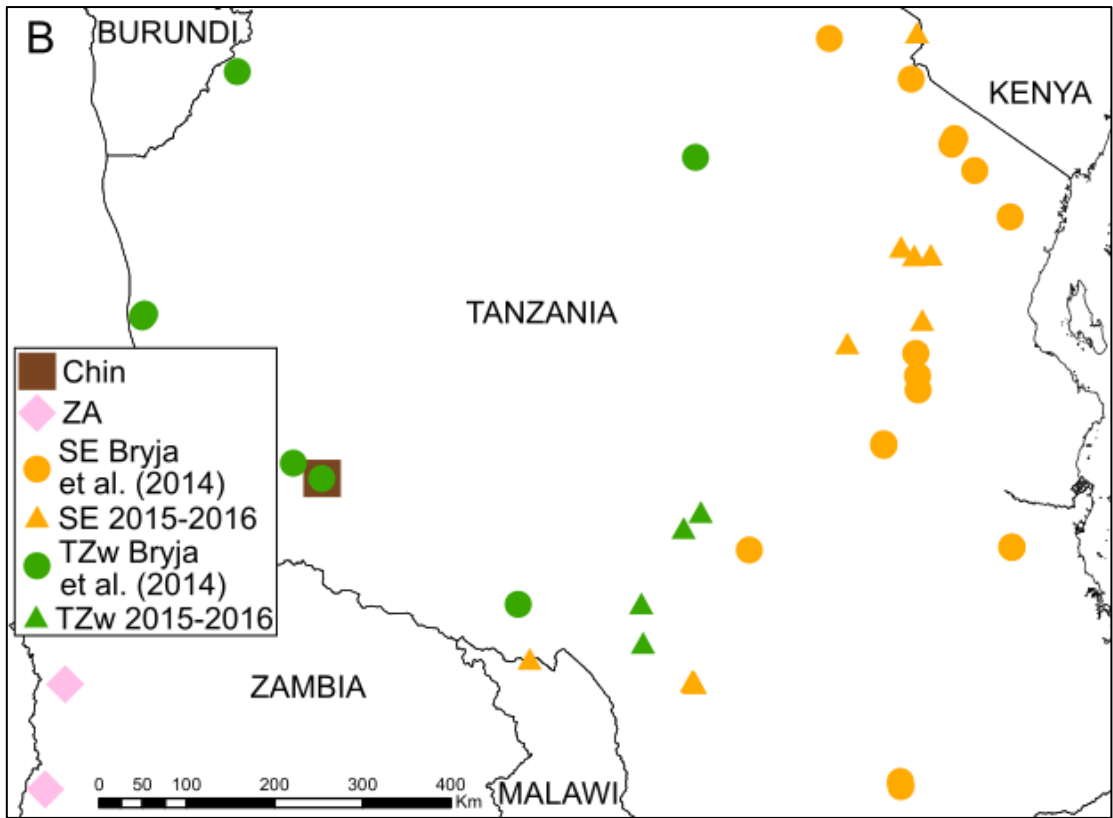 B
BURUNDI
KENYA
TANZANIA
Chin
ZA
SE Bryja
et al. (2014)
SE 2015-2016
TZw Bryja
et al. (2014)
TZw 2015-2016
ZAMBIA
0 50 100 200 300 400
Km
MALAWI